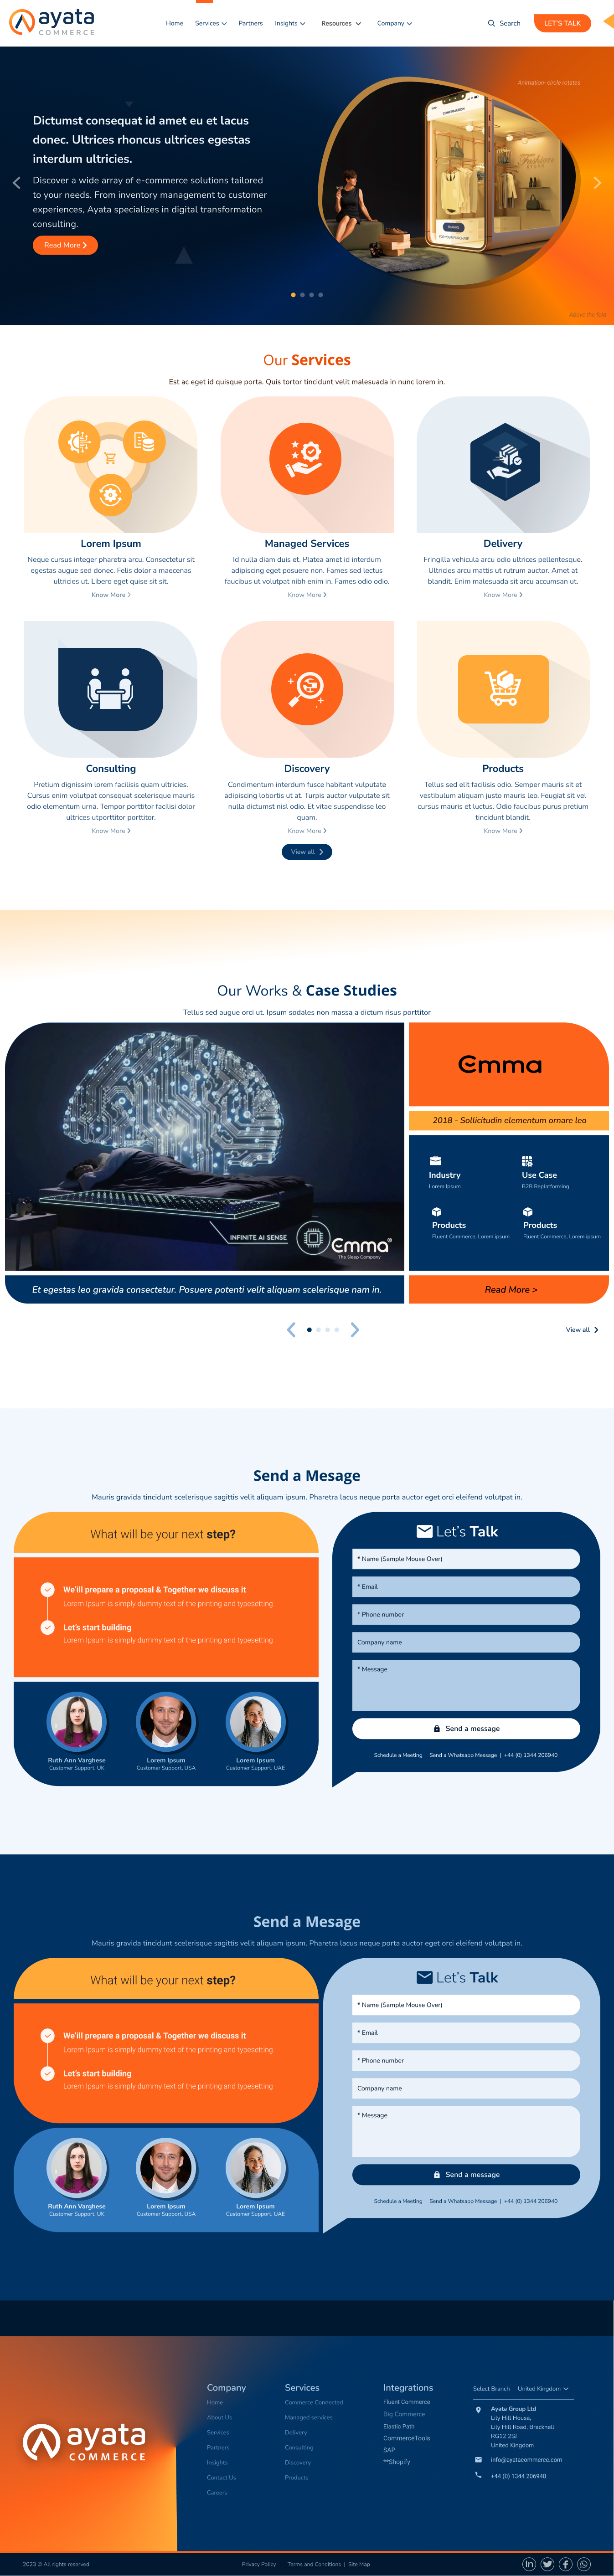 ayata
COMMERCE
Home Services Partners Insights Resources Company Search LET'S TALK
Animation -circle rotates
Dictumst consequat id amet eu et lacus
donec. Ultrices rhoncus ultrices egestas
interdum ultricies.
Discover a wide array of e-commerce solutions tailored
to your needs. From inventory management to customer
experiences, Ayata specializes in digital transformation
consulting.
Read More
Above the fold
Our Services
Est ac eget id quisque porta. Quis tortor tincidunt velit malesuada in nunc lorem in.
Lorem Ipsum
Neque cursus integer pharetra arcu. Consectetur sit
egestas augue sed donec. Felis dolor a maecenas
ultricies ut. Libero eget quise sit sit.
Know More
Managed Services
Id nulla diam duis et. Platea amet id interdum
adipiscing eget posuere non. Fames sed lectus
faucibus ut volutpat nibh enim in. Fames odio odio.
Know More
Delivery
Fringilla vehicula arcu odio ultrices pellentesque.
Ultricies arcu mattis ut rutrum auctor. Amet at
blandit. Enim malesuada sit arcu accumsan ut.
Know More
Consulting
Pretium dignissim lorem facilisis quam ultricies.
Cursus enim volutpat consequat scelerisque mauris
odio elementum urna. Tempor porttitor facilisi dolor
ultrices utporttitor porttitor.
Know More
Discovery
Condimentum interdum fusce habitant vulputate
adipiscing lobortis ut at. Turpis auctor vulputate sit
nulla dictumst nisl odio. Et vitae suspendisse leo
quam.
Know More
Products
Tellus sed elit facilisis odio. Semper mauris sit et
vestibulum aliquam justo mauris leo. Feugiat sit vel
cursus mauris et luctus. Odio faucibus purus pretium
tincidunt blandit.
Know More
View all
Our Works & Case Studies
Tellus sed augue orci ut. Ipsum sodales non massa a dictum risus porttitor
INFINITE AI SENSE
Emma®
The Sleep Company
Emma
2018 - Sollicitudin elementum ornare leo
Industry
Lorem Ipsum
Use Case
B2B Replatforming
Products
Fluent Commerce, Lorem ipsum
Products
Fluent Commerce, Lorem ipsum
Et egestas leo gravida consectetur. Posuere potenti velit aliquam scelerisque nam in.
Read More >
View all
Send a Mesage
Mauris gravida tincidunt scelerisque sagittis velit aliquam ipsum. Pharetra lacus neque porta auctor eget orci eleifend volutpat in.
What will be your next step?
We'ill prepare a proposal & Together we discuss it
Lorem Ipsum is simply dummy text of the printing and typesetting
Let's start building
Lorem Ipsum is simply dummy text of the printing and typesetting
Ruth Ann Varghese
Customer Support, UK
Lorem Ipsum
Customer Support, USA
Lorem Ipsum
Customer Support, UAE
Let's Talk
* Name (Sample Mouse Over)
* Email
* Phone number
Company name
* Message
Send a message
Schedule a Meeting | Send a Whatsapp Message | +44 (0) 1344 206940
Send a Mesage
Mauris gravida tincidunt scelerisque sagittis velit aliquam ipsum. Pharetra lacus neque porta auctor eget orci eleifend volutpat in.
What will be your next step?
We'ill prepare a proposal & Together we discuss it
Lorem Ipsum is simply dummy text of the printing and typesetting
Let's start building
Lorem Ipsum is simply dummy text of the printing and typesetting
Ruth Ann Varghese
Customer Support, UK
Lorem Ipsum
Customer Support, USA
Lorem Ipsum
Customer Support, UAE
Let's Talk
* Name (Sample Mouse Over)
* Email
* Phone number
Company name
* Message
Send a message
Schedule a Meeting | Send a Whatsapp Message | +44 (0) 1344 206940
ayata
COMMERCE
Company
Home
About Us
Services
Partners
Insights
Contact Us
Careers
Services
Commerce Connected
Managed services
Delivery
Consulting
Discovery
Products
Integrations
Fluent Commerce
Big Commerce
Elastic Path
CommerceTools
SAP
**Shopify
Select Branch United Kingdom
Ayata Group Ltd
Lily Hill House,
Lily Hill Road, Bracknell
RG12 2SJ
United Kingdom
info@ayatacommerce.com
+44 (0) 1344 206940
2023 © All rights reserved
Privacy Policy | Terms and Conditions | Site Map